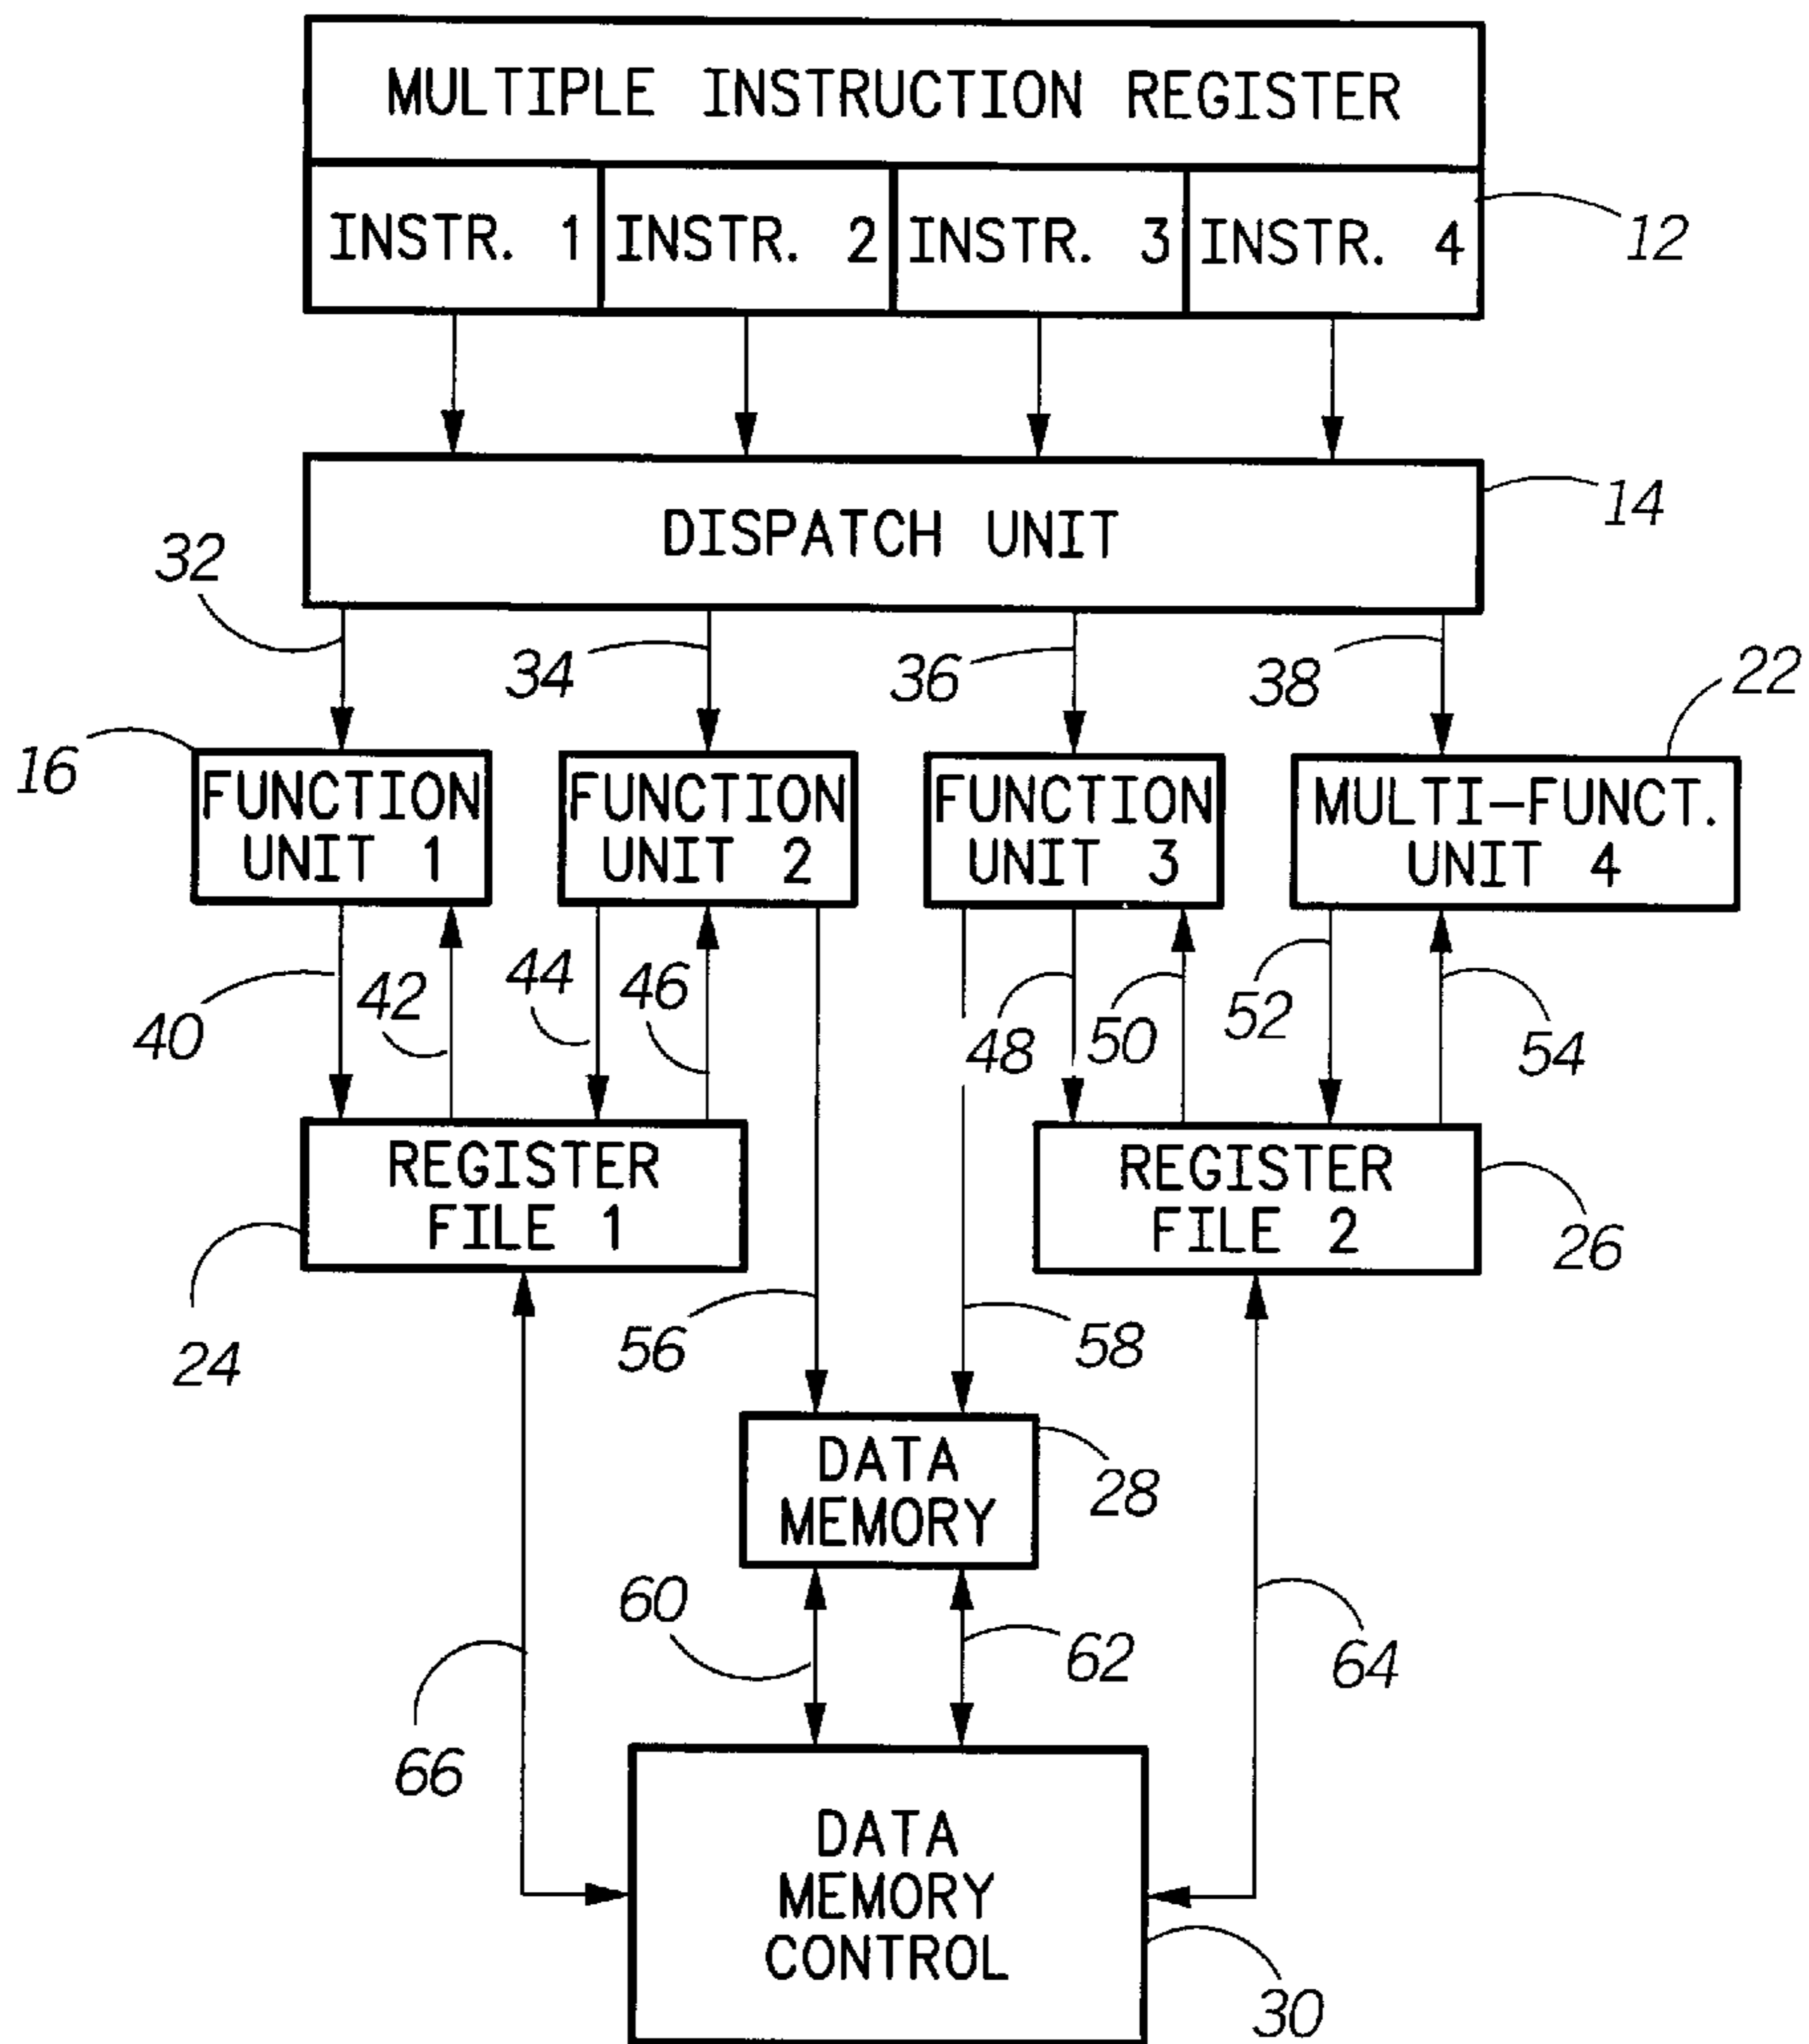 MULTIPLE INSTRUCTION REGISTER
INSTR. 1 INSTR. 2 INSTR. 3 INSTR. 4
12
DISPATCH UNIT
14
32
34
36
38
22
16
FUNCTION
UNIT 1
FUNCTION
UNIT 2
FUNCTION
UNIT 3
MULTI-FUNCT.
UNIT 4
40
42
44
46
48
50
52
54
REGISTER
FILE 1
REGISTER
FILE 2
24
26
56
58
DATA
MEMORY
28
60
62
64
66
DATA
MEMORY
CONTROL
30